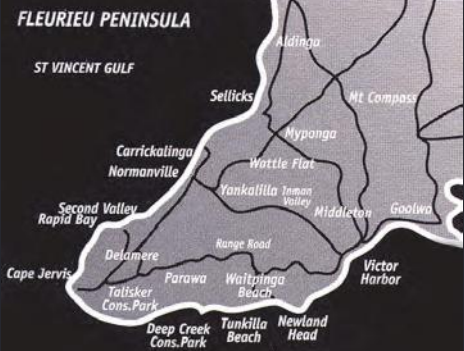 FLEURIEU PENINSULA
ST VINCENT GULF
Aldinga
Sellicks
Mt Compass
Myponga
Carrickalinga
Wattle Flat
Normanville
Yankalilla
Inman
Valley
Second Valley
Rapid Bay
Middleton
Goolwa
Delamere
Range Road
Cape Jervis
Talisker
Cons.Park
Parawa
Waitpinga
Beach
Victor
Harbor
Deep Creek
Cons.Park
Tunkilla
Beach
Newland
Head